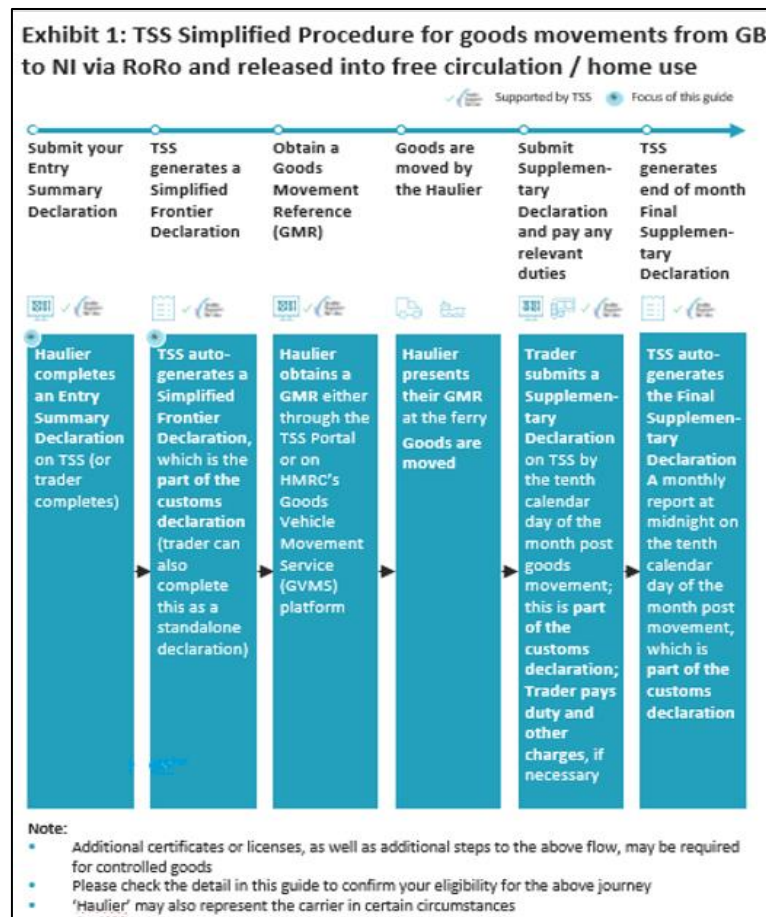 Exhibit 1: TSS Simplified Procedure for goods movements from GB
to NI via RoRo and released into free circulation / home use
Supported by TSS
Focus of this guide
Submit your
Entry
Summary
Declaration
TSS
generates a
Simplified
Frontier
Declaration
Obtain a
Goods
Movement
Reference
(GMR)
Goods are
moved by
the Haulier
Submit
Supplemen-
tary
Declaration
and pay any
relevant
duties
TSS
generates
end of month
Final
Supplemen-
tary
Declaration
Haulier
completes
an Entry
Summary
Declaration
on TSS (or
trader
completes)
TSS auto-
generates a
Simplified
Frontier
Declaration,
which is the
part of the
customs
declaration
(trader can
also
complete
this as a
standalone
declaration)
Haulier
obtains a
GMR either
through the
TSS Portal
or on
HMRC's
Goods
Vehicle
Movement
Service
(GVMS)
platform
Haulier
presents
their GMR
at the ferry
Goods are
moved
Trader
submits a
Supplemen-
tary
Declaration
on TSS by
the tenth
calendar
day of the
month post
goods
movement;
this is part
of the
customs
declaration;
Trader pays
duty and
other
charges, if
necessary
TSS auto-
generates
the Final
Supplemen-
tary
Declaration
A monthly
report at
midnight on
the tenth
calendar
day of the
month post
movement,
which is
part of the
customs
declaration
Note:
Additional certificates or licenses, as well as additional steps to the above flow, may be required
for controlled goods
Please check the detail in this guide to confirm your eligibility for the above journey
'Haulier' may also represent the carrier in certain circumstances